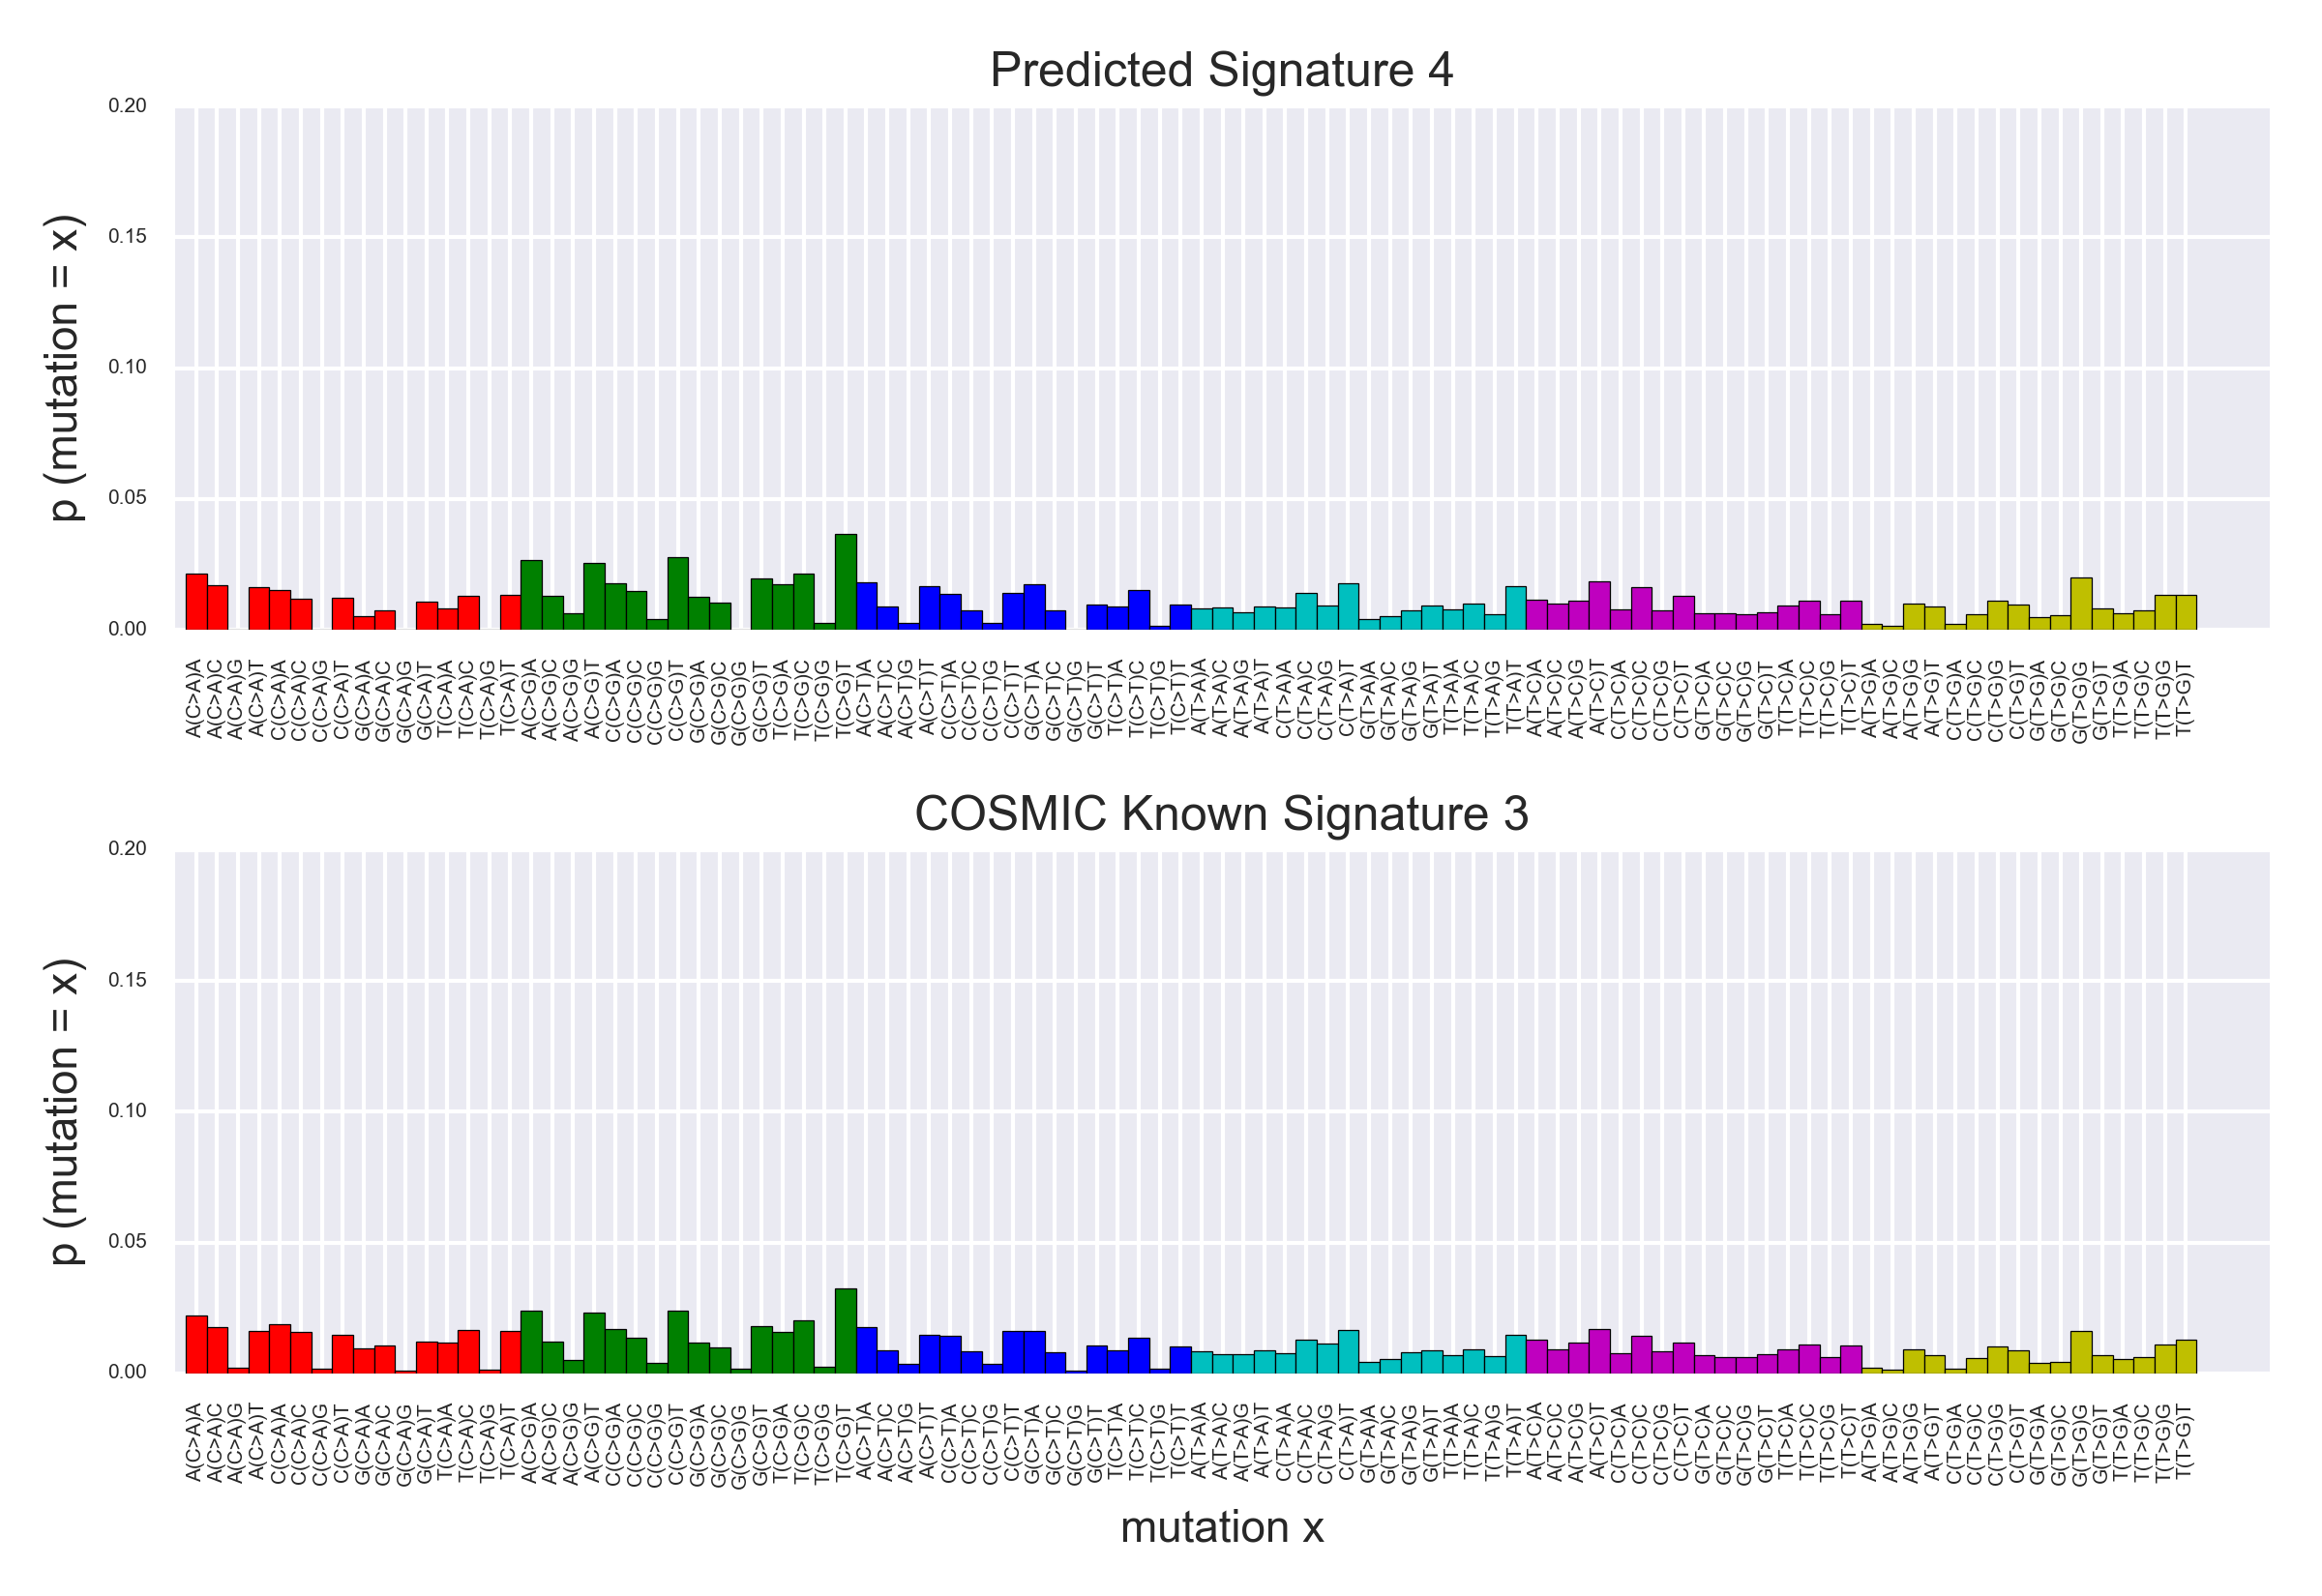 Predicted Signature 4
0.20
0.15
0.10
0.05
0.00
p (mutation = x)
A(C>A)A A(C>A)C A(C>A)G A(C>A)T C(C>A)A C(C>A)C C(C>A)G C(C>A)T G(C>A)A G(C>A)C G(C>A)G G(C>A)T T(C>A)A T(C>A)C T(C>A)G T(C>A)T A(C>G)A A(C>G)C A(C>G)G A(C>G)T C(C>G)A C(C>G)C C(C>G)G C(C>G)T G(C>G)A G(C>G)C G(C>G)G G(C>G)T T(C>G)A T(C>G)C T(C>G)G T(C>G)T A(C>T)A A(C>T)C A(C>T)G A(C>T)T C(C>T)A C(C>T)C C(C>T)G C(C>T)T G(C>T)A G(C>T)C G(C>T)G G(C>T)T T(C>T)A T(C>T)C T(C>T)G T(C>T)T A(T>A)A A(T>A)C A(T>A)G A(T>A)T C(T>A)A C(T>A)C C(T>A)G C(T>A)T G(T>A)A G(T>A)C G(T>A)G G(T>A)T T(T>A)A T(T>A)C T(T>A)G T(T>A)T A(T>C)A A(T>C)C A(T>C)G A(T>C)T C(T>C)A C(T>C)C C(T>C)G C(T>C)T G(T>C)A G(T>C)C G(T>C)G G(T>C)T T(T>C)A T(T>C)C T(T>C)G T(T>C)T A(T>G)A A(T>G)C A(T>G)G A(T>G)T C(T>G)A C(T>G)C C(T>G)G C(T>G)T G(T>G)A G(T>G)C G(T>G)G G(T>G)T T(T>G)A T(T>G)C T(T>G)G T(T>G)T
COSMIC Known Signature 3
0.20
0.15
0.10
0.05
0.00
p (mutation = x)
A(C>A)A A(C>A)C A(C>A)G A(C>A)T C(C>A)A C(C>A)C C(C>A)G C(C>A)T G(C>A)A G(C>A)C G(C>A)G G(C>A)T T(C>A)A T(C>A)C T(C>A)G T(C>A)T A(C>G)A A(C>G)C A(C>G)G A(C>G)T C(C>G)A C(C>G)C C(C>G)G C(C>G)T G(C>G)A G(C>G)C G(C>G)G G(C>G)T T(C>G)A T(C>G)C T(C>G)G T(C>G)T A(C>T)A A(C>T)C A(C>T)G A(C>T)T C(C>T)A C(C>T)C C(C>T)G C(C>T)T G(C>T)A G(C>T)C G(C>T)G G(C>T)T T(C>T)A T(C>T)C T(C>T)G T(C>T)T A(T>A)A A(T>A)C A(T>A)G A(T>A)T C(T>A)A C(T>A)C C(T>A)G C(T>A)T G(T>A)A G(T>A)C G(T>A)G G(T>A)T T(T>A)A T(T>A)C T(T>A)G T(T>A)T A(T>C)A A(T>C)C A(T>C)G A(T>C)T C(T>C)A C(T>C)C C(T>C)G C(T>C)T G(T>C)A G(T>C)C G(T>C)G G(T>C)T T(T>C)A T(T>C)C T(T>C)G T(T>C)T A(T>G)A A(T>G)C A(T>G)G A(T>G)T C(T>G)A C(T>G)C C(T>G)G C(T>G)T G(T>G)A G(T>G)C G(T>G)G G(T>G)T T(T>G)A T(T>G)C T(T>G)G T(T>G)T
mutation x